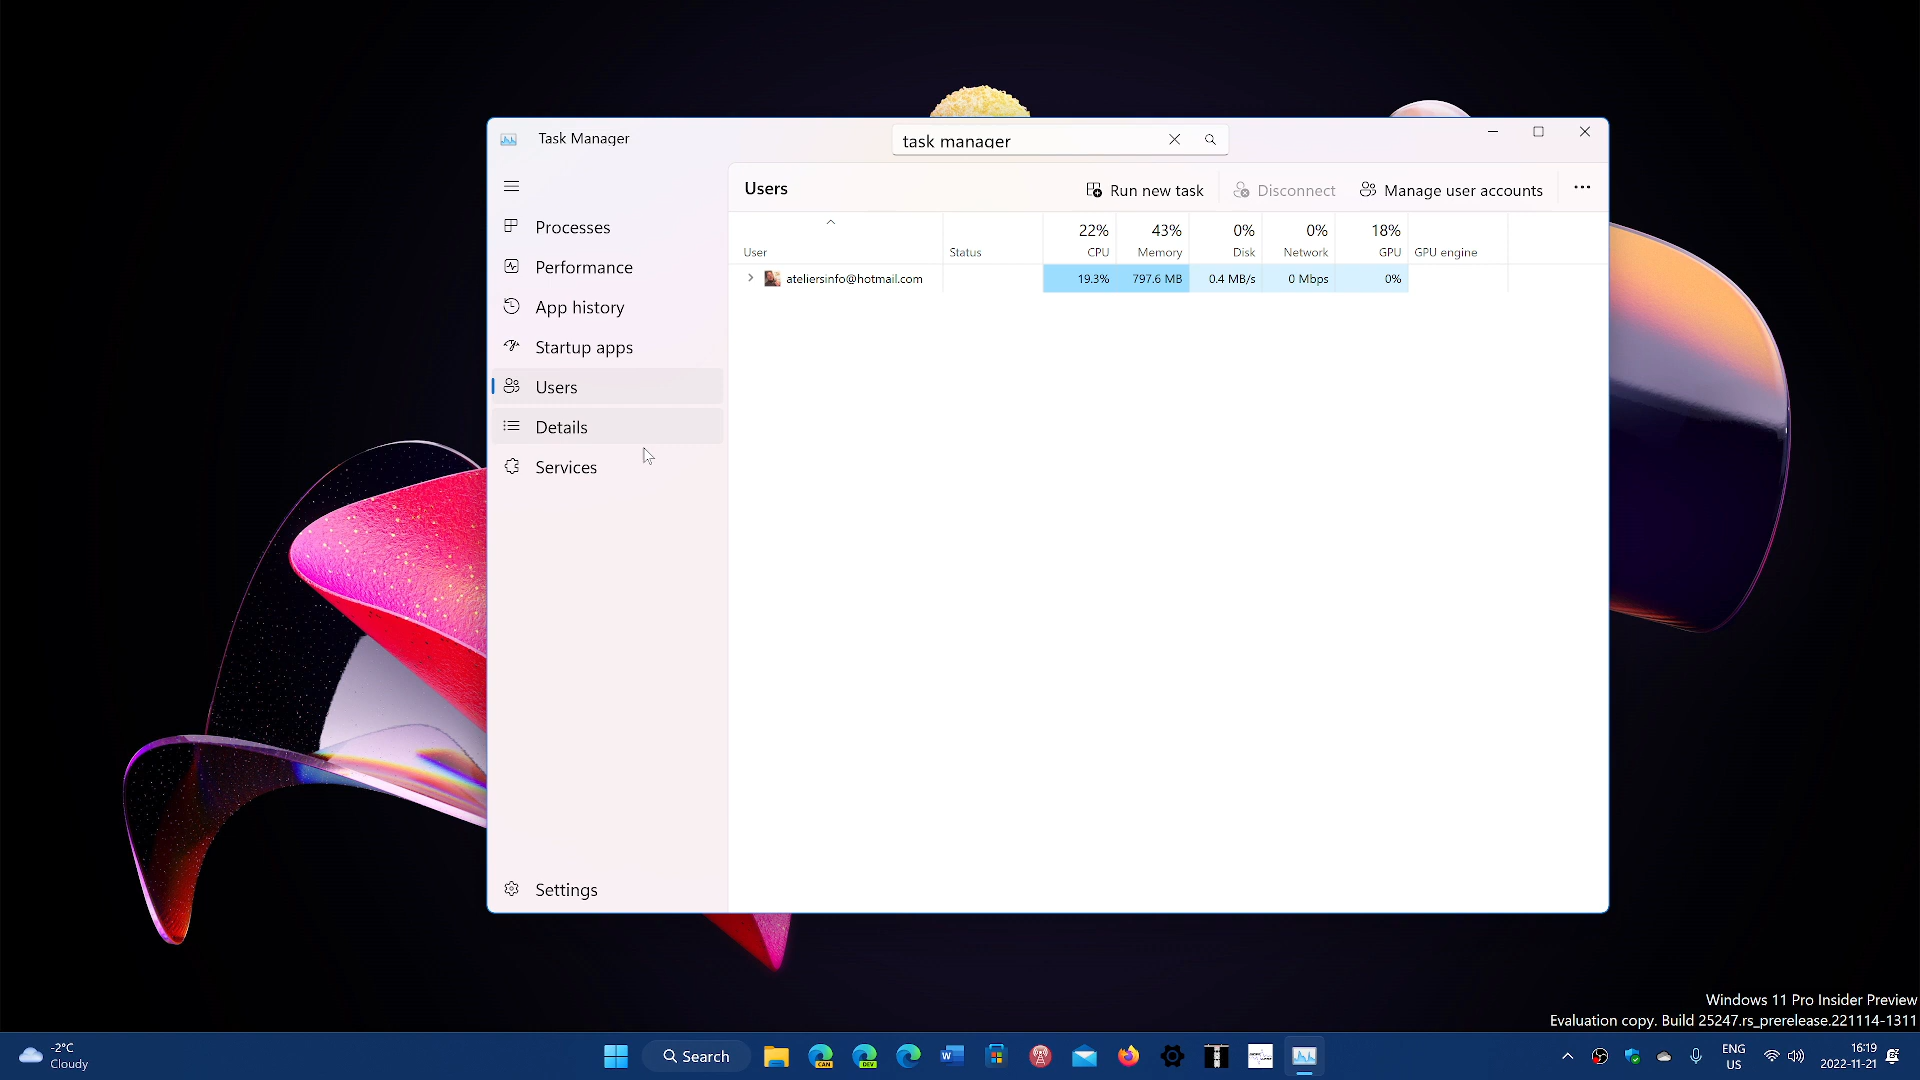 Task Manager
task manager
Users
Run new task
Disconnect
Manage user accounts
Processes
Performance
App history
Startup apps
Users
Details
Services
Settings
22% 43% 0% 0% 18%
User Status CPU Memory Disk Network GPU GPU engine
ateliersinfo@hotmail.com 19.3% 797.6 MB 0.4 MB/s 0 Mbps 0%
Windows 11 Pro Insider Preview
Evaluation copy. Build 25247.rs_prerelease.221114-1311
-2°C
Cloudy
Search
CAN
DEV
W
ENG
US
16:19
2022-11-21